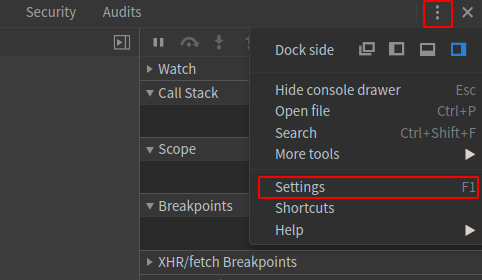 Security Audits
Dock side
Watch
Hide console drawer Esc
Call Stack
Open file Ctrl+P
Search Ctrl+Shift+F
Scope
More tools
Settings F1
Breakpoints
Shortcuts
Help
XHR/fetch Breakpoints